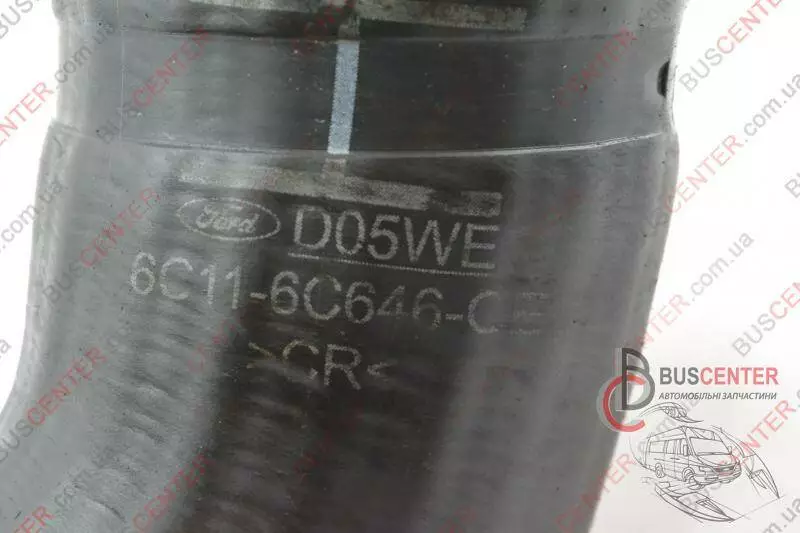 Ford D05WE
6C11-6C646-CE
>CR<
BUSCENTER
АВТОМОБІЛЬНІ ЗАПЧАСТИНИ
BUSCENTER.com.ua